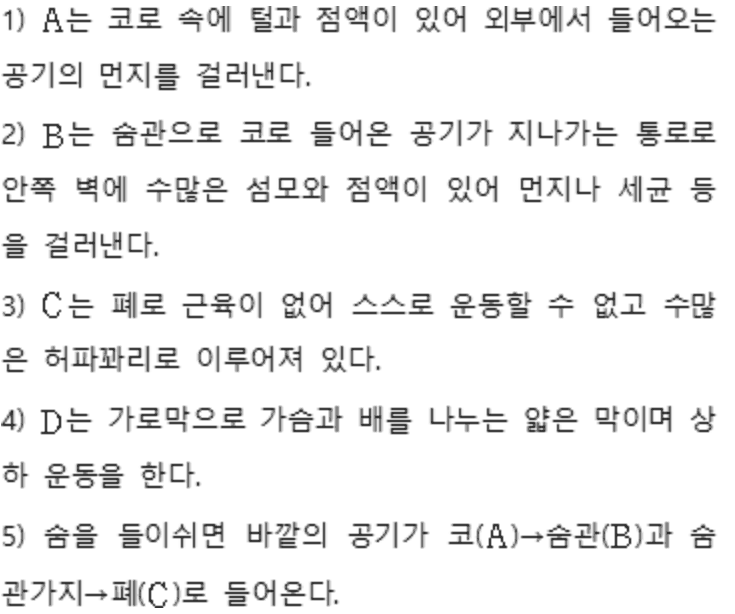 1) A는 코로 속에 털과 점액이 있어 외부에서 들어오는
공기의 먼지를 걸러낸다.
2) B는 숨관으로 코로 들어온 공기가 지나가는 통로로
안쪽 벽에 수많은 섬모와 점액이 있어 먼지나 세균 등
을 걸러낸다.
3) C는 폐로 근육이 없어 스스로 운동할 수 없고 수많
은 허파꽈리로 이루어져 있다.
4) D는 가로막으로 가슴과 배를 나누는 얇은 막이며 상
하 운동을 한다.
5) 숨을 들이쉬면 바깥의 공기가 코(A)→숨관(B)과 숨
관가지→폐(C)로 들어온다.